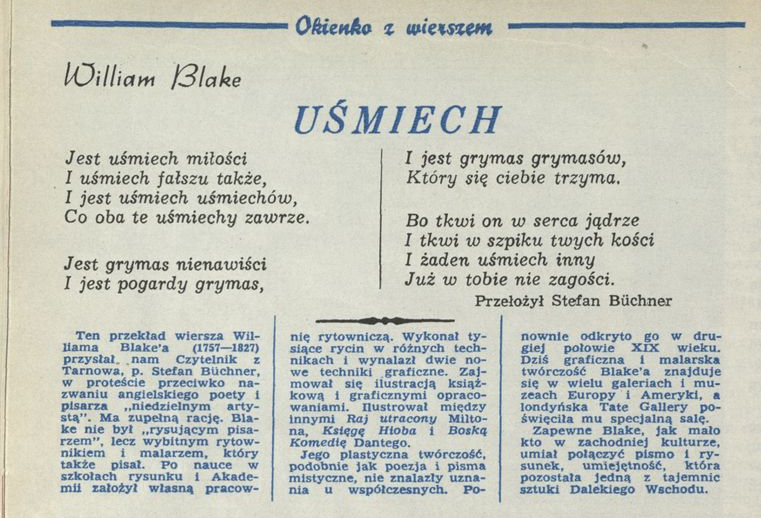 Okienko z wierszem
William Blake
UŚMIECH
Jest uśmiech miłości
I uśmiech fałszu także,
I jest uśmiech uśmiechów,
Co oba te uśmiechy zawrze.
Jest grymas nienawiści
I jest pogardy grymas,
I jest grymas grymasów,
Który się ciebie trzyma.
Bo tkwi on w serca jądrze
I tkwi w szpiku twych kości
I żaden uśmiech inny
Już w tobie nie zagości.
Przełożył Stefan Büchner
Ten przekład wiersza Wil-
liama Blake'a (1757—1827)
przysłał nam Czytelnik z
Tarnowa, p. Stefan Büchner,
w proteście przeciwko na-
zwaniu angielskiego poety i
pisarza „niedzielnym arty-
stą". Ma zupełną rację. Bla-
ke nie był „rysującym pisa-
rzem", lecz wybitnym rytow-
nikiem i malarzem, który
także pisał. Po nauce w
szkołach rysunku i Akade-
mii założył własną pracow-
nię rytowniczą. Wykonał ty-
siące rycin w różnych tech-
nikach i wynalazł dwie no-
we techniki graficzne. Zaj-
mował się ilustracją książ-
kową i graficznymi opraco-
waniami. Ilustrował między
innymi Raj utracony Milto-
na, Księgę Hioba i Boską
Komedię Dantego.
Jego plastyczna twórczość,
podobnie jak poezja i pisma
mistyczne, nie znalazły uzna-
nia u współczesnych. Po-
nownie odkryto go w dru-
giej połowie XIX wieku.
Dziś graficzna i malarska
twórczość Blake'a znajduje
się w wielu galeriach i mu-
zeach Europy i Ameryki, a
londyńska Tate Gallery po-
święciła mu specjalną salę.
Zapewne Blake, jak mało
kto w zachodniej kulturze,
umiał połączyć pismo i ry-
sunek, umiejętność, która
pozostała jedną z tajemnic
sztuki Dalekiego Wschodu.